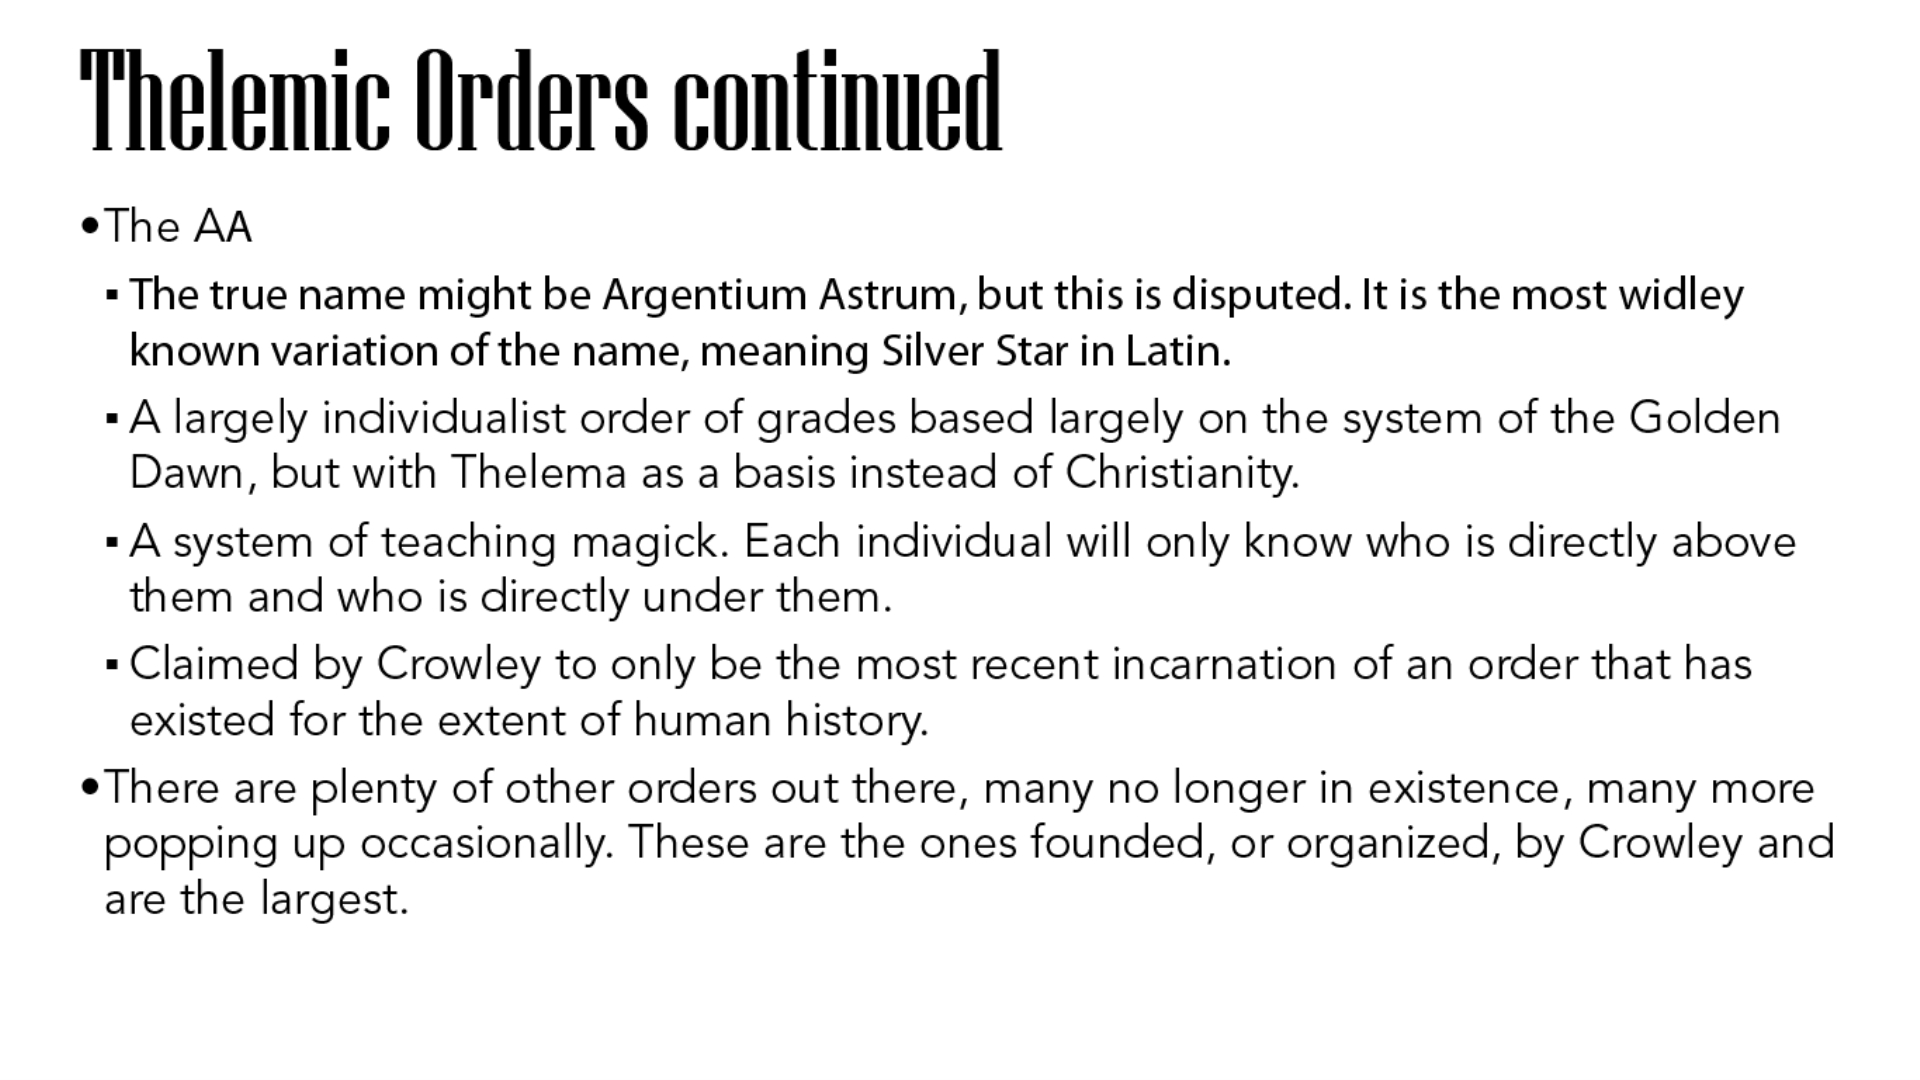 Thelemic Orders continued
•The AA
▪The true name might be Argentium Astrum, but this is disputed. It is the most widley
known variation of the name, meaning Silver Star in Latin.
▪A largely individualist order of grades based largely on the system of the Golden
Dawn, but with Thelema as a basis instead of Christianity.
▪A system of teaching magick. Each individual will only know who is directly above
them and who is directly under them.
▪Claimed by Crowley to only be the most recent incarnation of an order that has
existed for the extent of human history.
•There are plenty of other orders out there, many no longer in existence, many more
popping up occasionally. These are the ones founded, or organized, by Crowley and
are the largest.